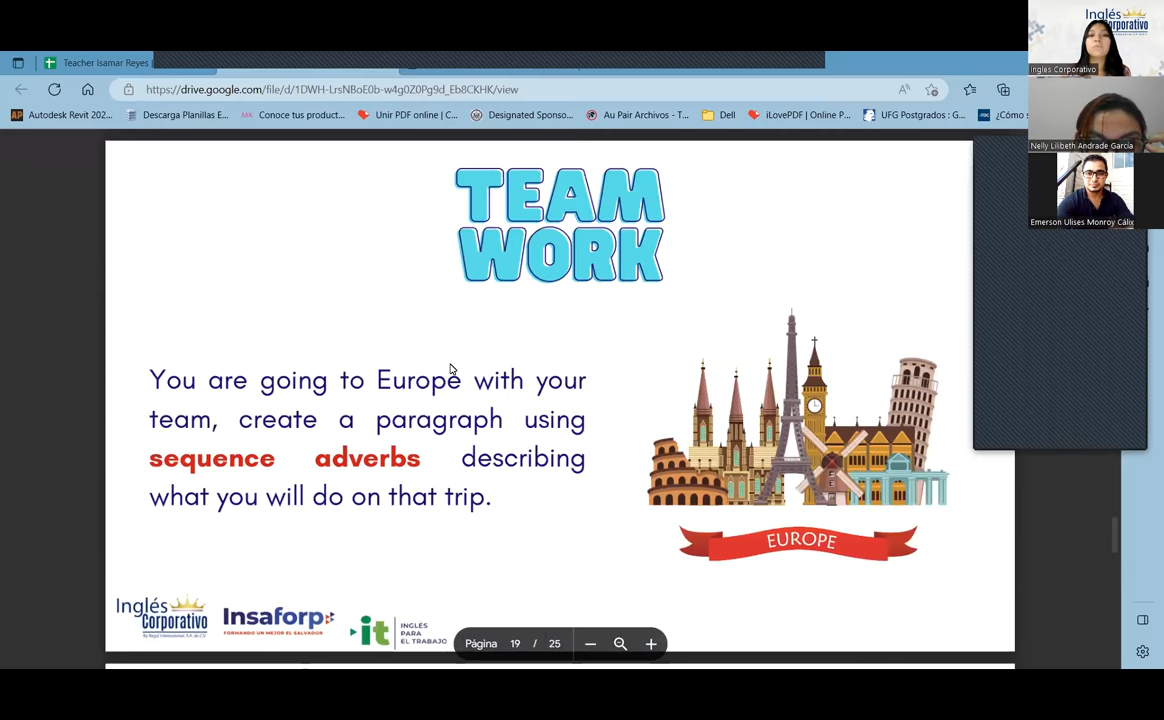 Inglés
Corporativo
Ingles Corporativo
Nelly Lilibeth Andrade García
Emerson Ulises Monroy Cálix
Teacher Isamar Reyes |
https://drive.google.com/file/d/1DWH-LrsNBoE0b-w4g0Z0Pg9d_Eb8CKHK/view
Autodesk Revit 202... Descarga Planillas E... Conoce tus product... Unir PDF online | C... Designated Sponso... Au Pair Archivos - T... Dell iLovePDF | Online P... UFG Postgrados : G... ¿Cómo s
TEAM
WORK
You are going to Europe with your
team, create a paragraph using
sequence adverbs describing
what you will do on that trip.
EUROPE
Inglés
Corporativo
Insaforp
FORMANDO UN MEJOR EL SALVADOR
it
INGLÉS
PARA
EL TRABAJO
Página 19 / 25